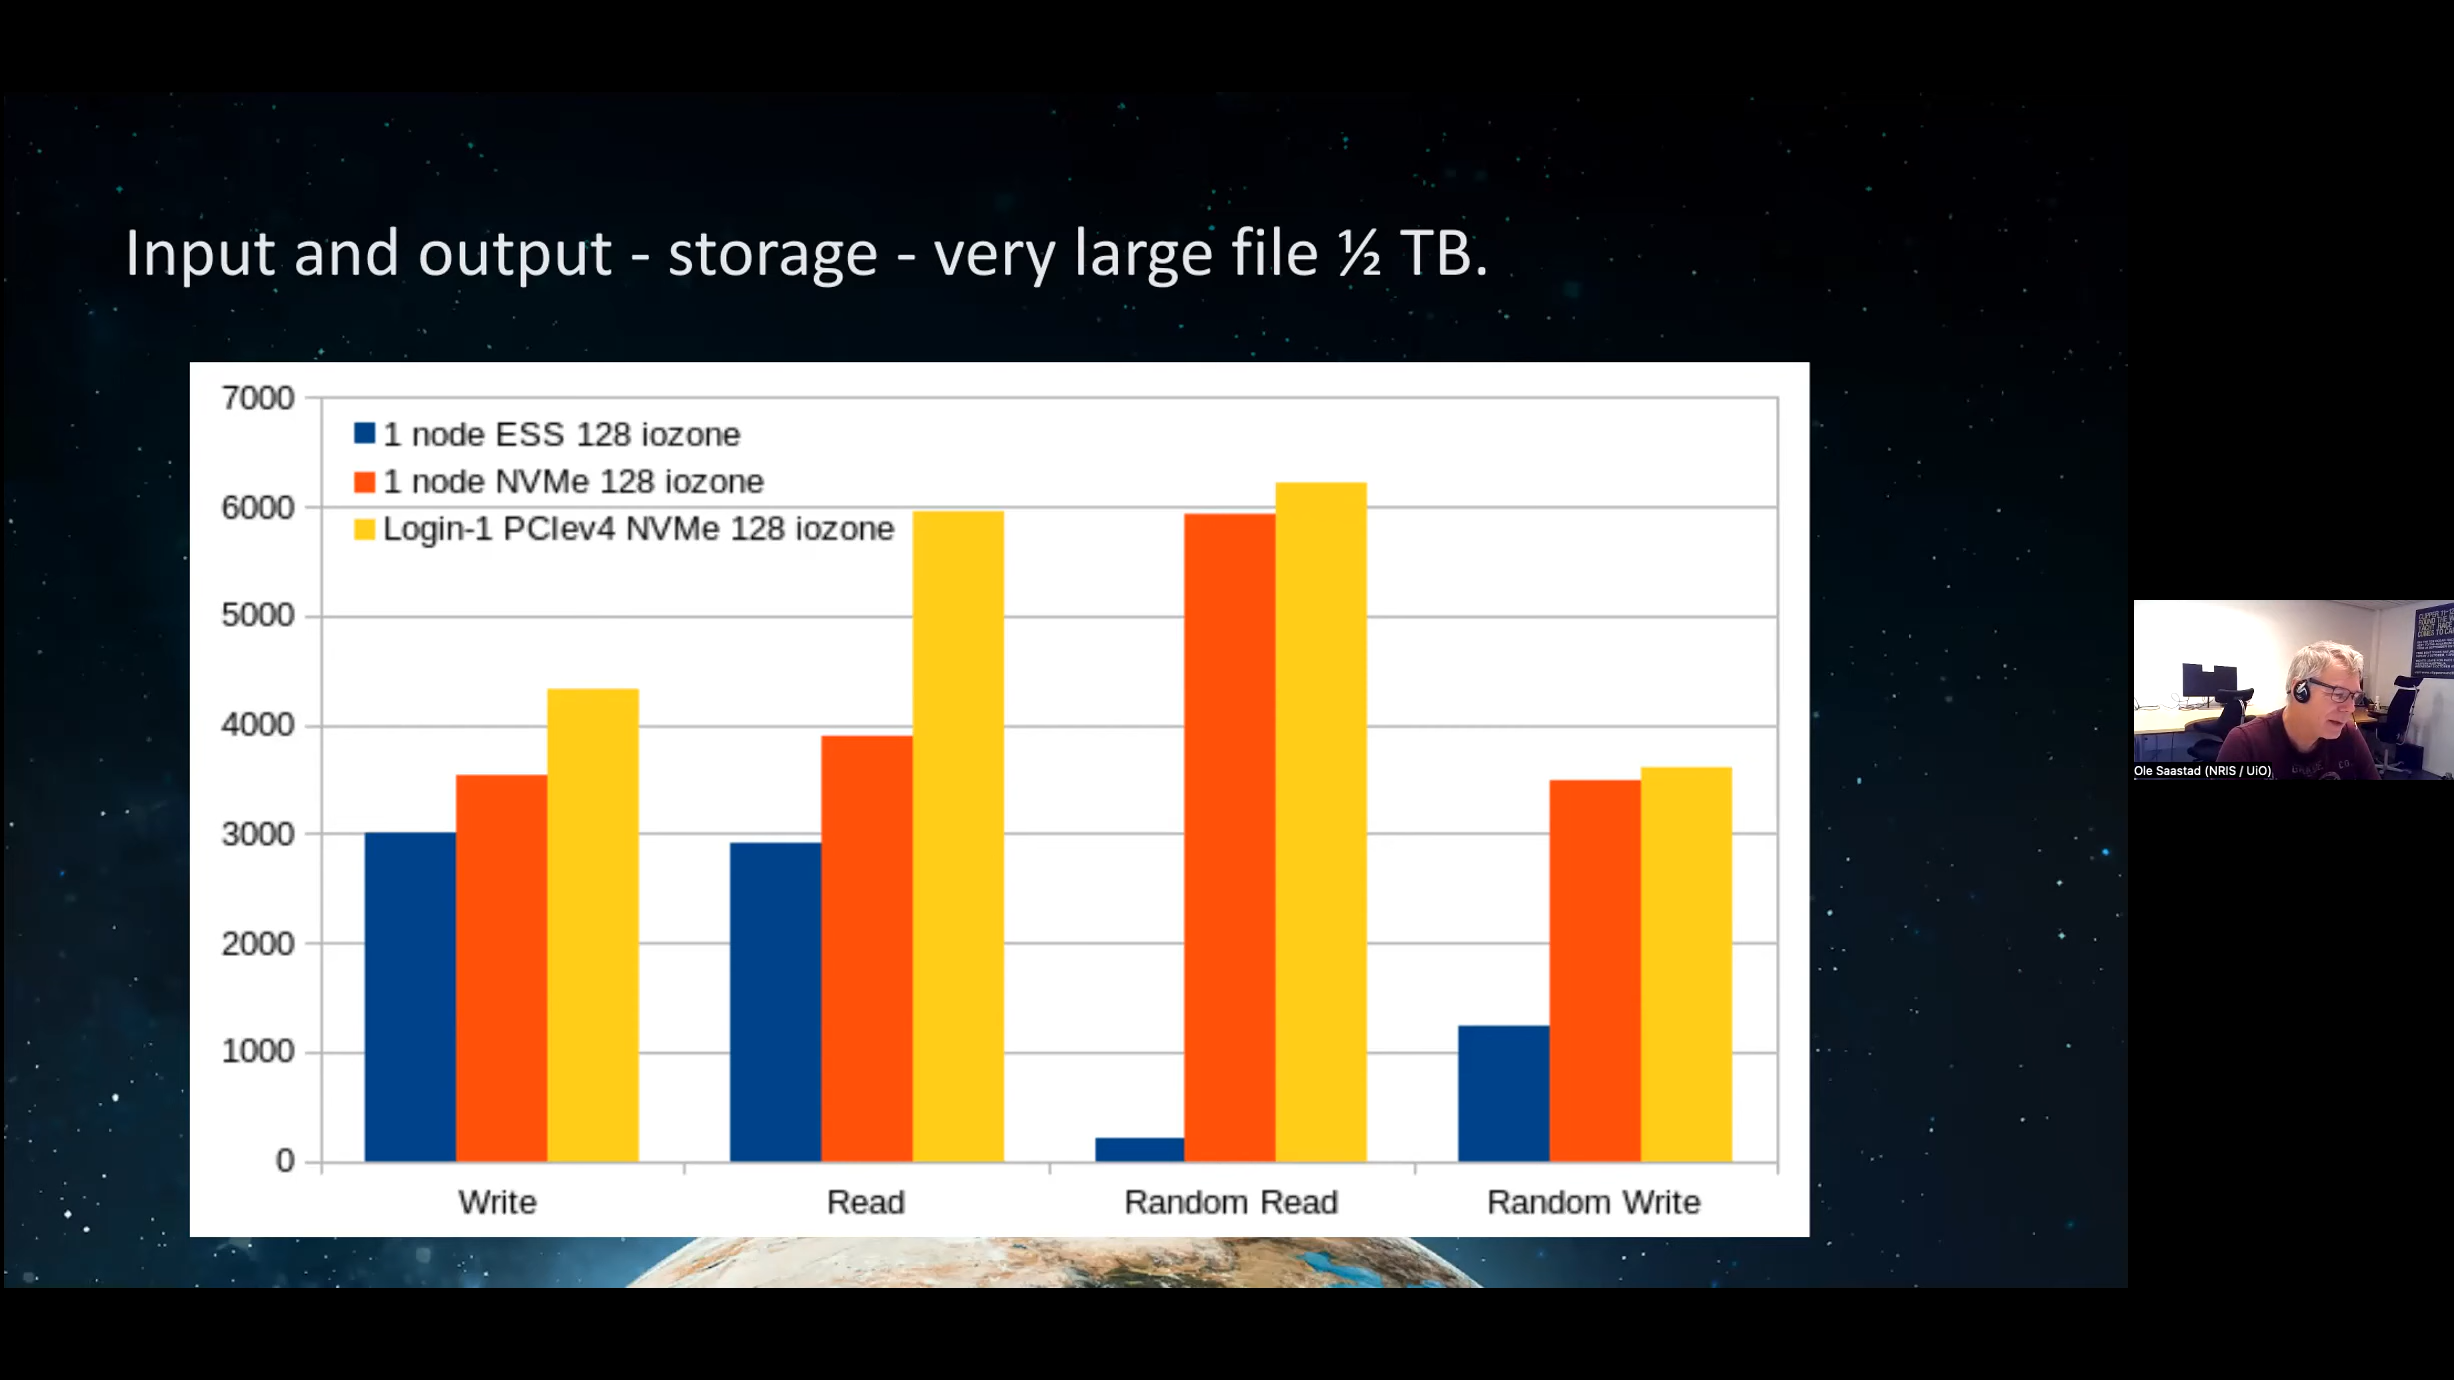 Input and output - storage - very large file ½ TB.
7000
6000
5000
4000
3000
2000
1000
0
1 node ESS 128 iozone
1 node NVMe 128 iozone
Login-1 PCIev4 NVMe 128 iozone
Write
Read
Random Read
Random Write
Ole Saastad (NRIS / UiO)